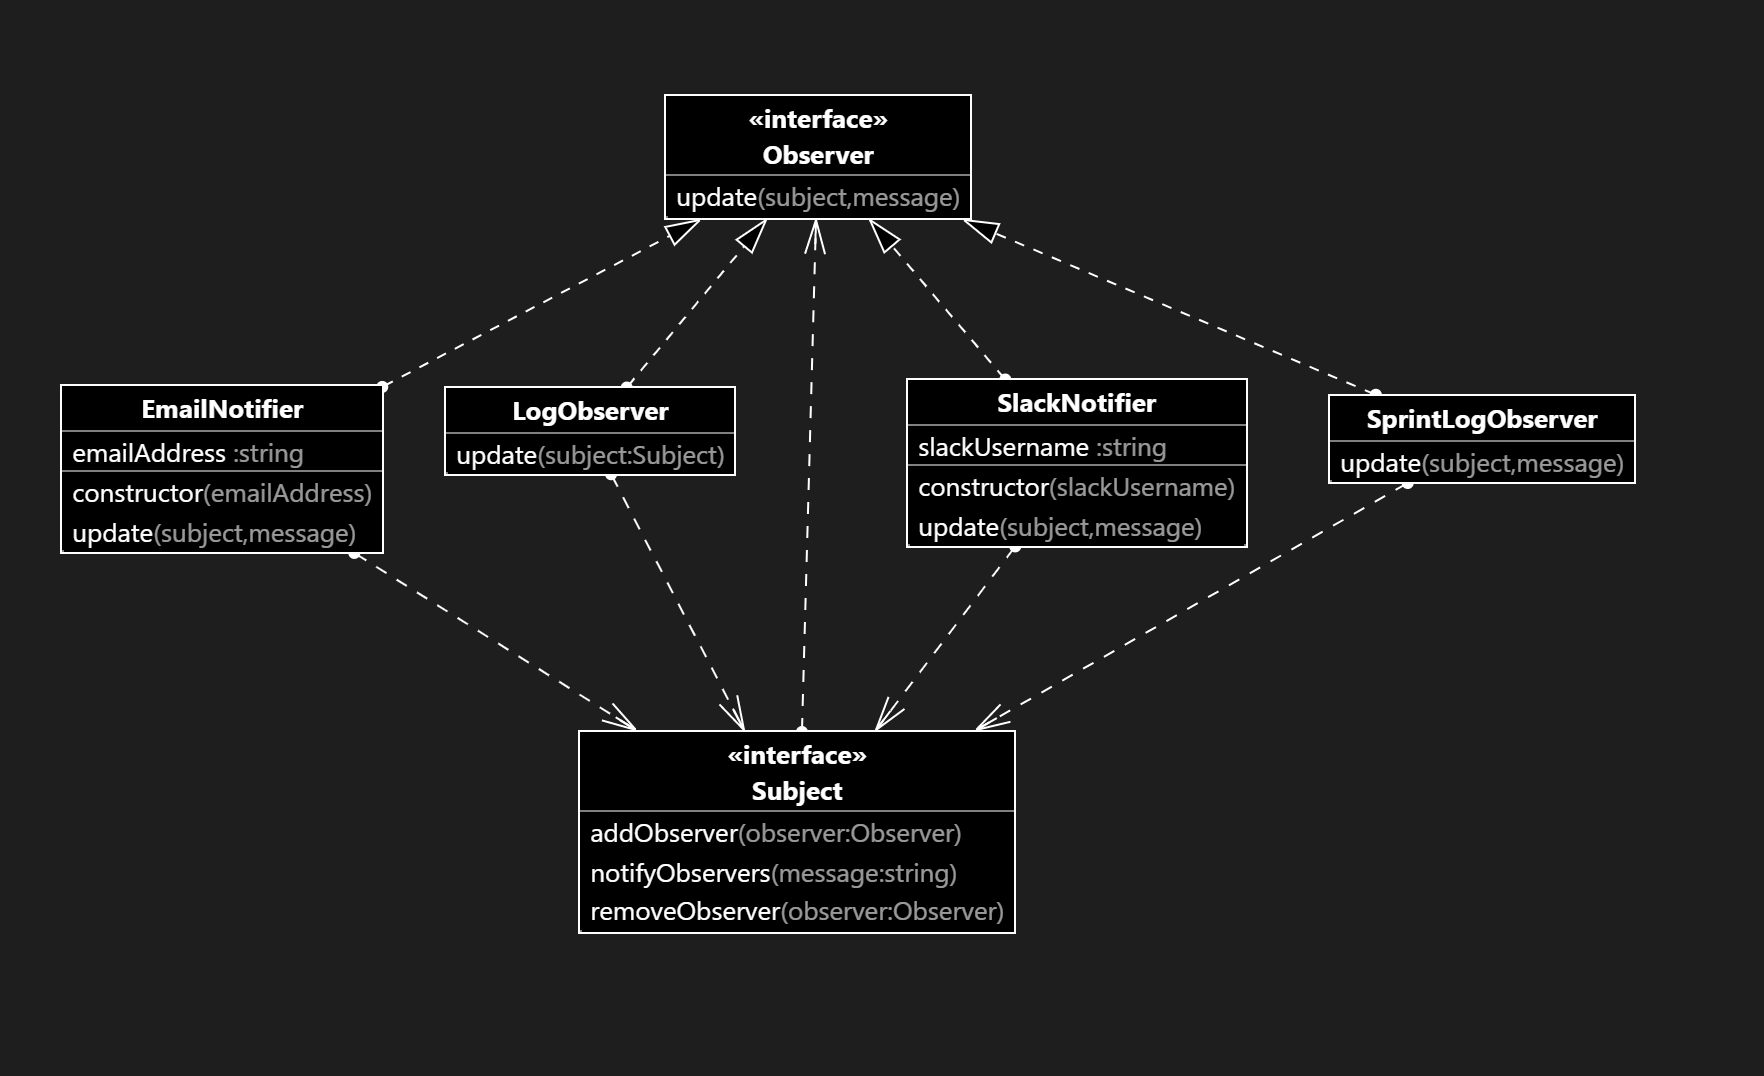 «interface»
Observer
update(subject,message)
EmailNotifier
emailAddress :string
constructor(emailAddress)
update(subject,message)
LogObserver
update(subject:Subject)
SlackNotifier
slackUsername :string
constructor(slackUsername)
update(subject,message)
SprintLogObserver
update(subject,message)
«interface»
Subject
addObserver(observer:Observer)
notifyObservers(message:string)
removeObserver(observer:Observer)